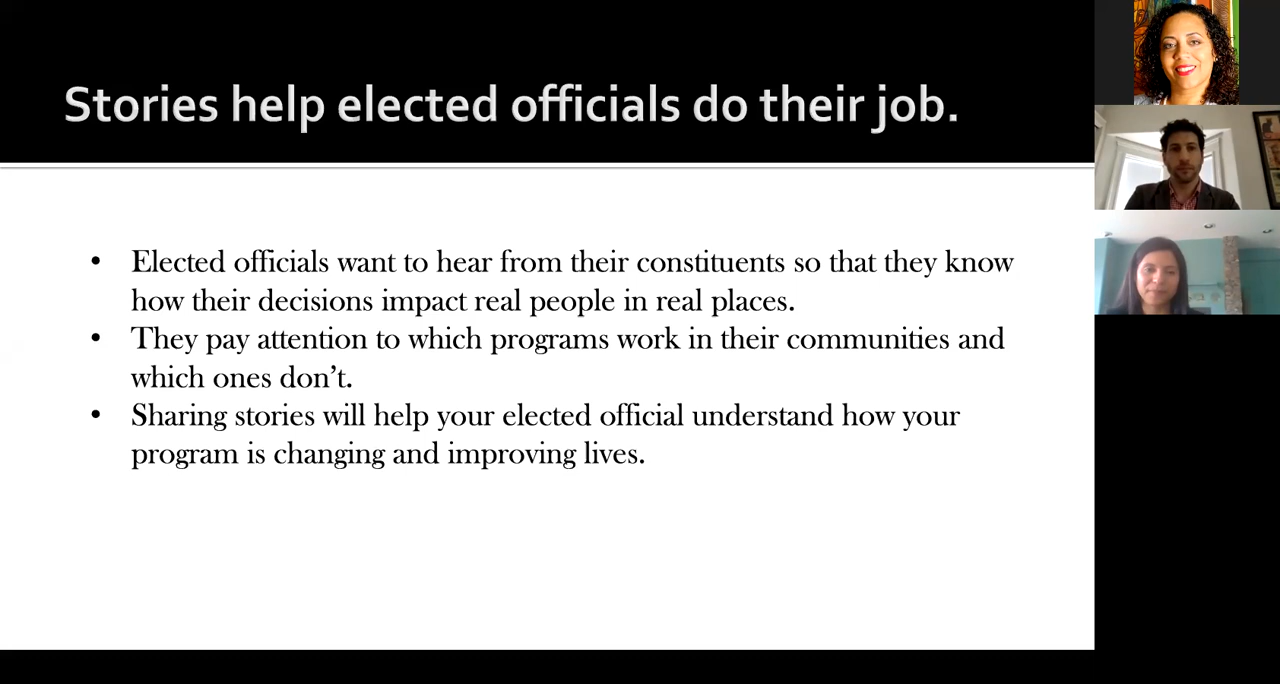 Stories help elected officials do their job.
• Elected officials want to hear from their constituents so that they know
how their decisions impact real people in real places.
• They pay attention to which programs work in their communities and
which ones don’t.
• Sharing stories will help your elected official understand how your
program is changing and improving lives.